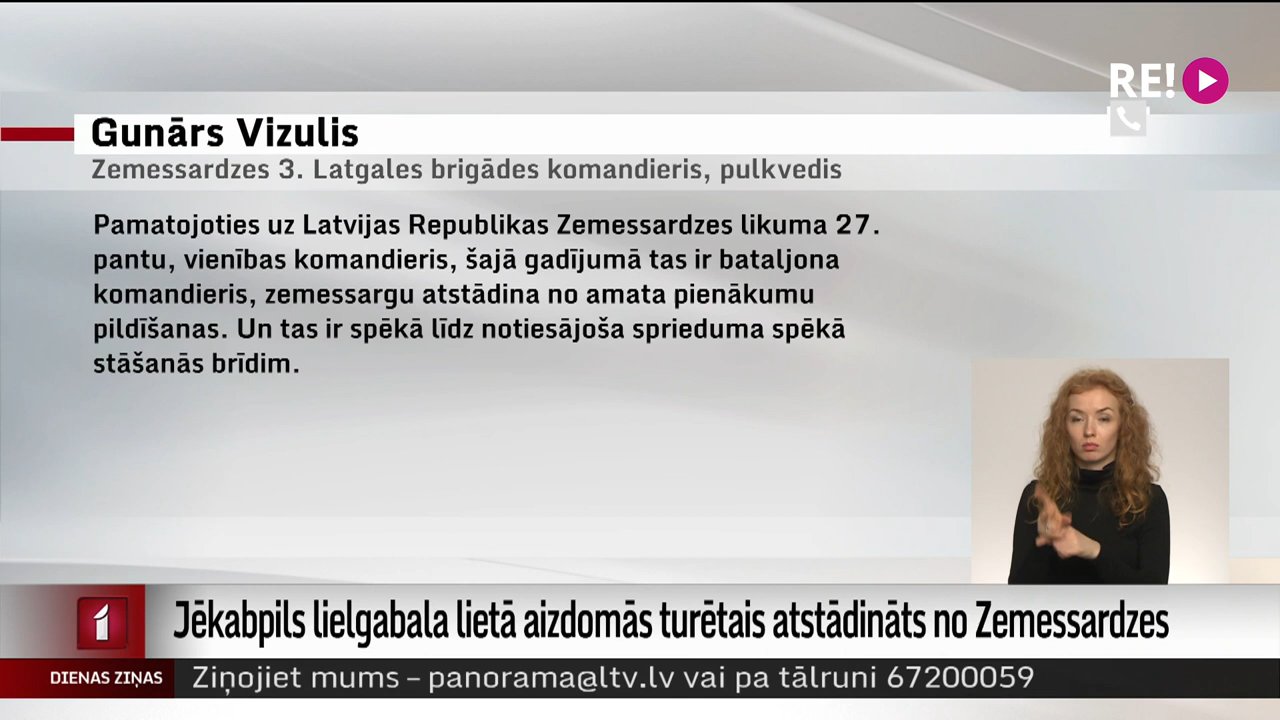 RE!
Gunārs Vizulis
Zemessardzes 3. Latgales brigādes komandieris, pulkvedis
Pamatojoties uz Latvijas Republikas Zemessardzes likuma 27.
pantu, vienības komandieris, šajā gadījumā tas ir bataljona
komandieris, zemessargu atstādina no amata pienākumu
pildīšanas. Un tas ir spēkā līdz notiesājoša sprieduma spēkā
stāšanās brīdim.
1
Jēkabpils lielgabala lietā aizdomās turētais atstādināts no Zemessardzes
DIENAS ZIŅAS
Ziņojiet mums – panorama@ltv.lv vai pa tālruni 67200059